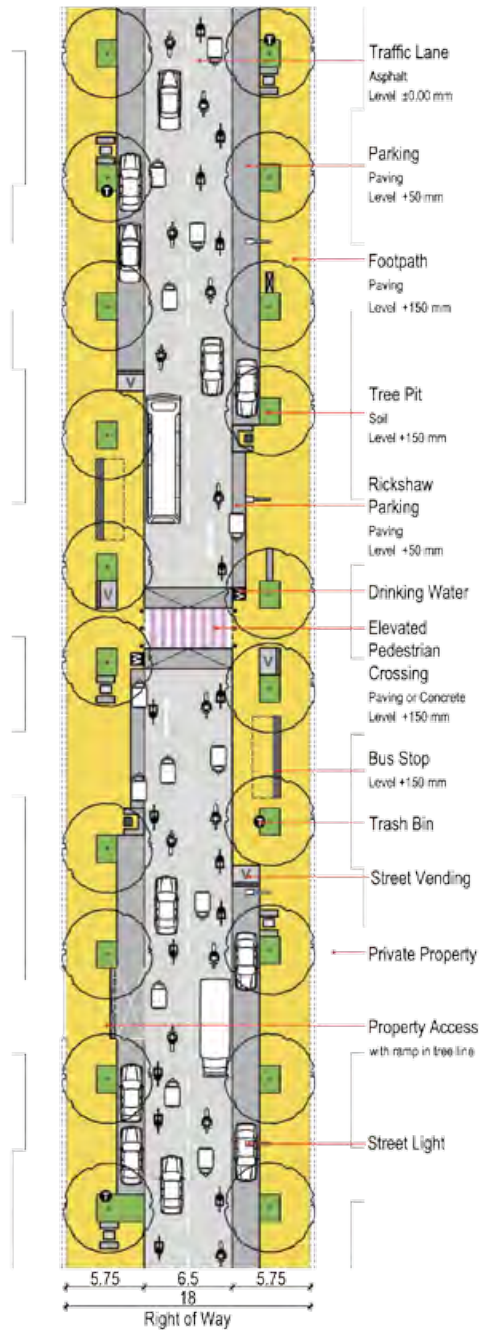 Traffic Lane
Asphalt
Level ±0.00 mm
Parking
Paving
Level +50 mm
Footpath
Paving
Level +150 mm
Tree Pit
Soil
Level +150 mm
Rickshaw
Parking
Paving
Level +50 mm
Drinking Water
Elevated
Pedestrian
Crossing
Paving or Concrete
Level +150 mm
Bus Stop
Level +150 mm
Trash Bin
Street Vending
Private Property
Property Access
with ramp in tree line
Street Light
T
T
V
V
W
W
V
T
V
T
5.75 6.5 5.75
18
Right of Way